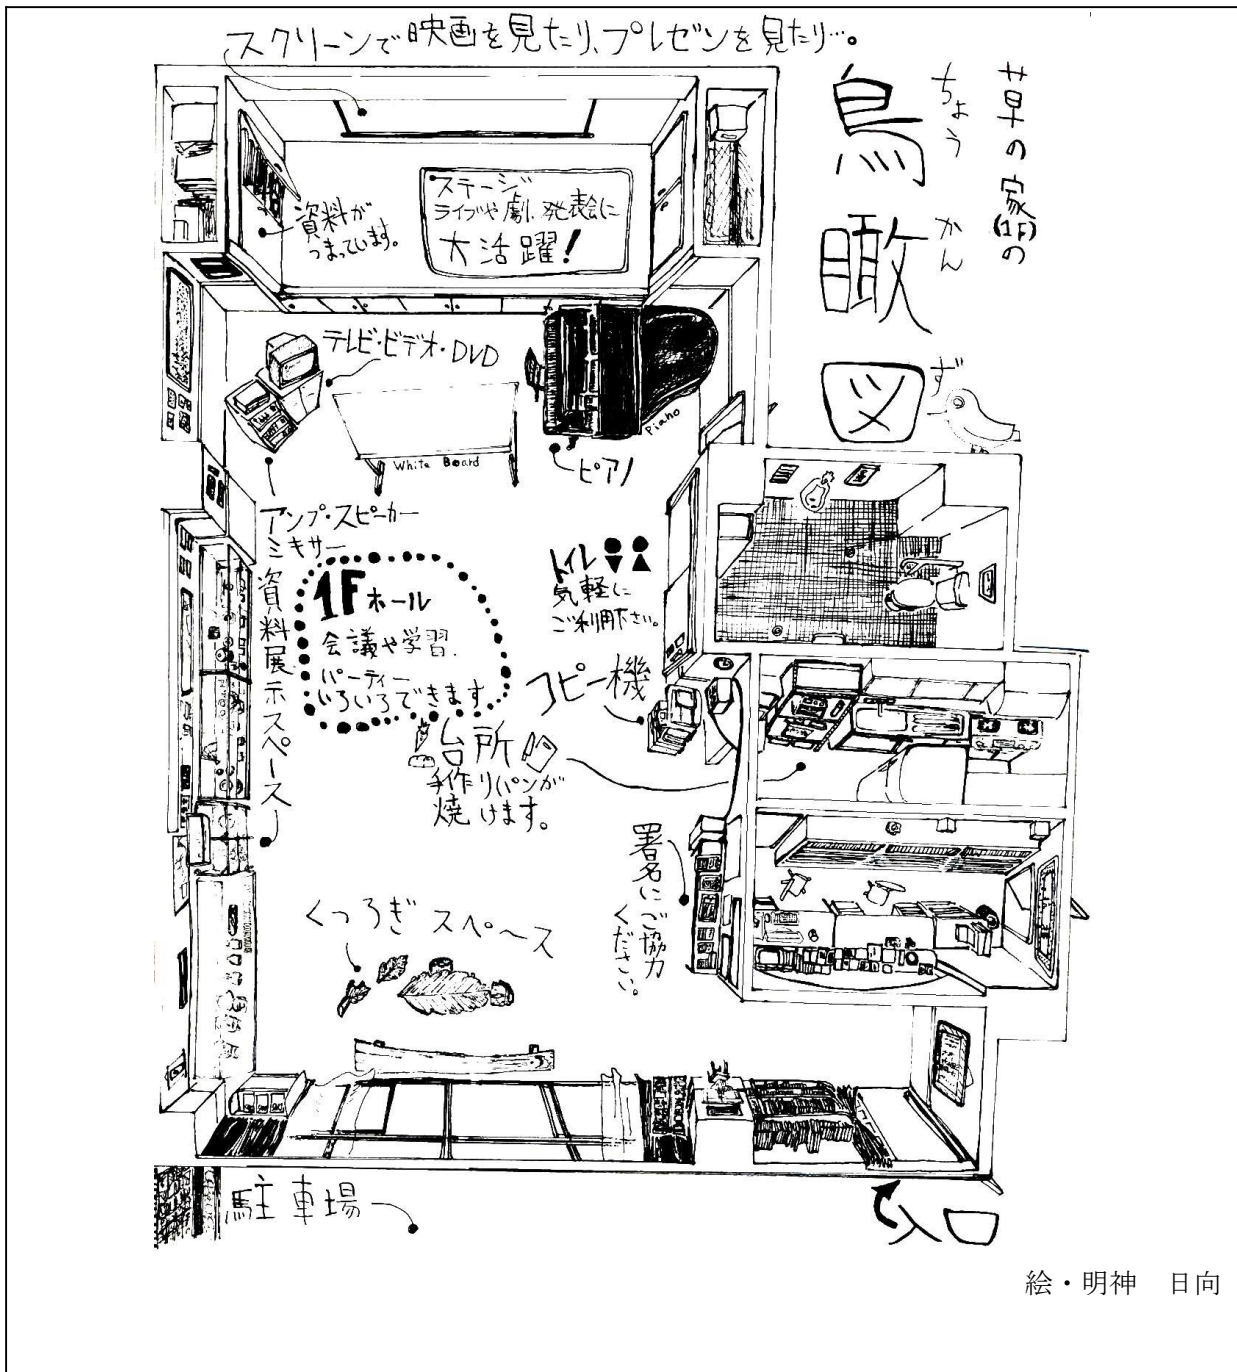 スクリーンで映画を見たり、プレゼンを見たり…。
草の家(1F)の
鳥瞰図
ちょうかんず
資料が
つまっています。
ステージ
ライブや劇、発表会に
大活躍!
テレビ・ビデオ・DVD
White Board
Piano
ピアノ
アンプ・スピーカー
ミキサー
資料展示スペース
1Fホール
会議や学習、
パーティー
いろいろできます
トイレ
気軽に
ご利用下さい。
コピー機
台所
手作りパンが
焼けます。
署名にご協力
ください。
くつろぎスペース
駐車場
入口
絵・明神 日向